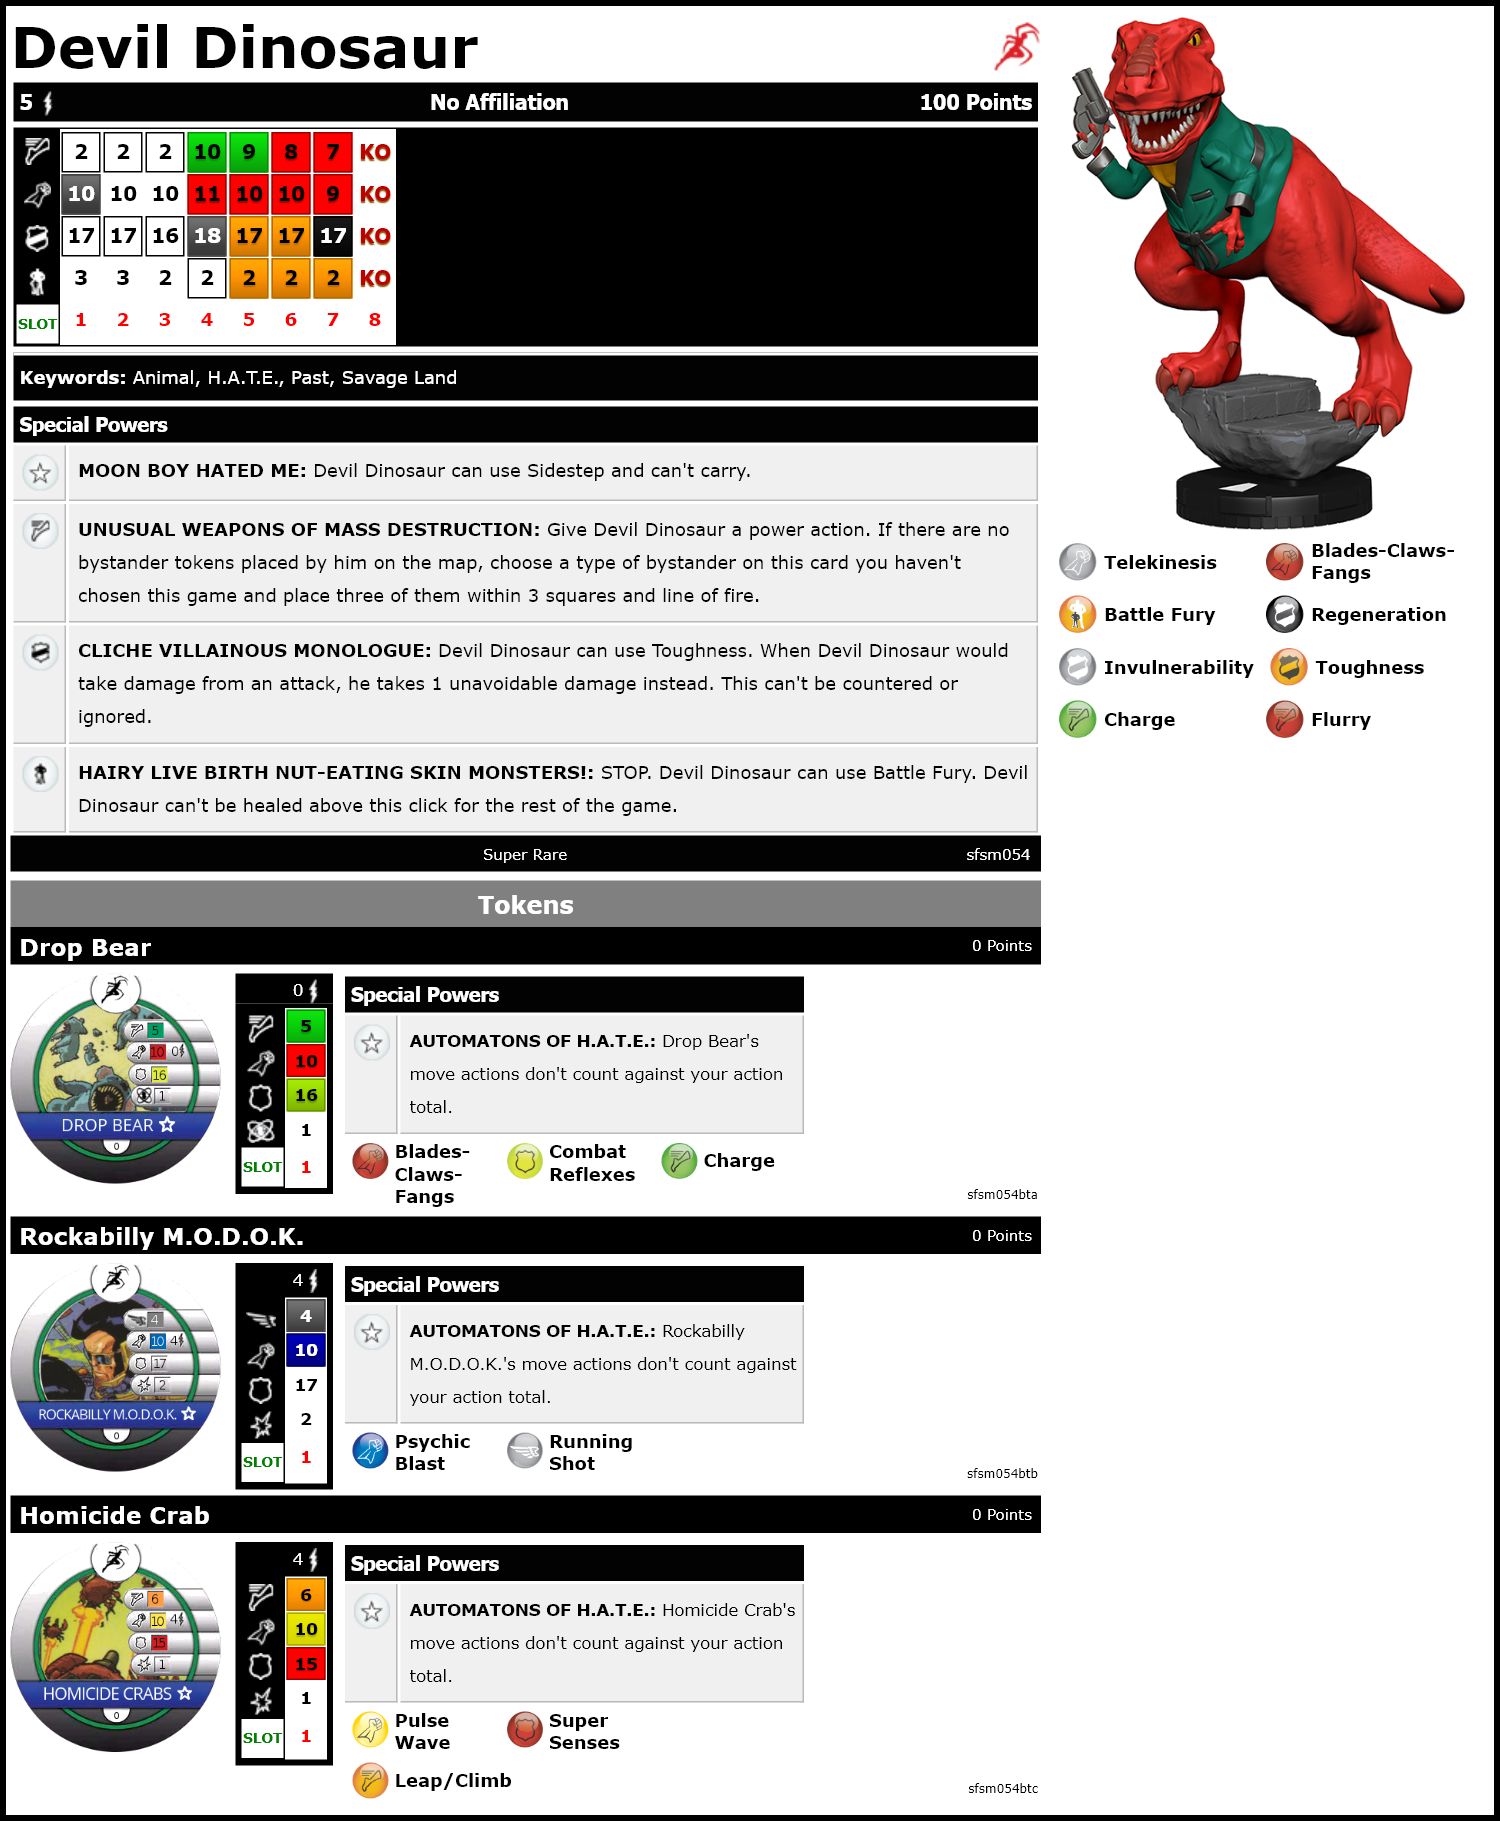 Devil Dinosaur
5 No Affiliation 100 Points
2 2 2 10 9 8 7 KO
10 10 10 11 10 10 9 KO
17 17 16 18 17 17 17 KO
3 3 2 2 2 2 2 KO
SLOT 1 2 3 4 5 6 7 8
Keywords: Animal, H.A.T.E., Past, Savage Land
Special Powers
MOON BOY HATED ME: Devil Dinosaur can use Sidestep and can't carry.
UNUSUAL WEAPONS OF MASS DESTRUCTION: Give Devil Dinosaur a power action. If there are no
bystander tokens placed by him on the map, choose a type of bystander on this card you haven't
chosen this game and place three of them within 3 squares and line of fire.
CLICHE VILLAINOUS MONOLOGUE: Devil Dinosaur can use Toughness. When Devil Dinosaur would
take damage from an attack, he takes 1 unavoidable damage instead. This can't be countered or
ignored.
HAIRY LIVE BIRTH NUT-EATING SKIN MONSTERS!: STOP. Devil Dinosaur can use Battle Fury. Devil
Dinosaur can't be healed above this click for the rest of the game.
Super Rare sfsm054
Telekinesis Blades-Claws-
Fangs
Battle Fury Regeneration
Invulnerability Toughness
Charge Flurry
Tokens
Drop Bear 0 Points
5
10 0
16
1
DROP BEAR
0
0
5
10
16
1
SLOT 1
Special Powers
AUTOMATONS OF H.A.T.E.: Drop Bear's
move actions don't count against your action
total.
Blades-
Claws-
Fangs
Combat
Reflexes
Charge
sfsm054bta
Rockabilly M.O.D.O.K. 0 Points
4
10 4
17
2
ROCKABILLY M.O.D.O.K.
0
4
4
10
17
2
SLOT 1
Special Powers
AUTOMATONS OF H.A.T.E.: Rockabilly
M.O.D.O.K.'s move actions don't count against
your action total.
Psychic
Blast
Running
Shot
sfsm054btb
Homicide Crab 0 Points
6
10 4
15
1
HOMICIDE CRABS
0
4
6
10
15
1
SLOT 1
Special Powers
AUTOMATONS OF H.A.T.E.: Homicide Crab's
move actions don't count against your action
total.
Pulse
Wave
Super
Senses
Leap/Climb
sfsm054btc